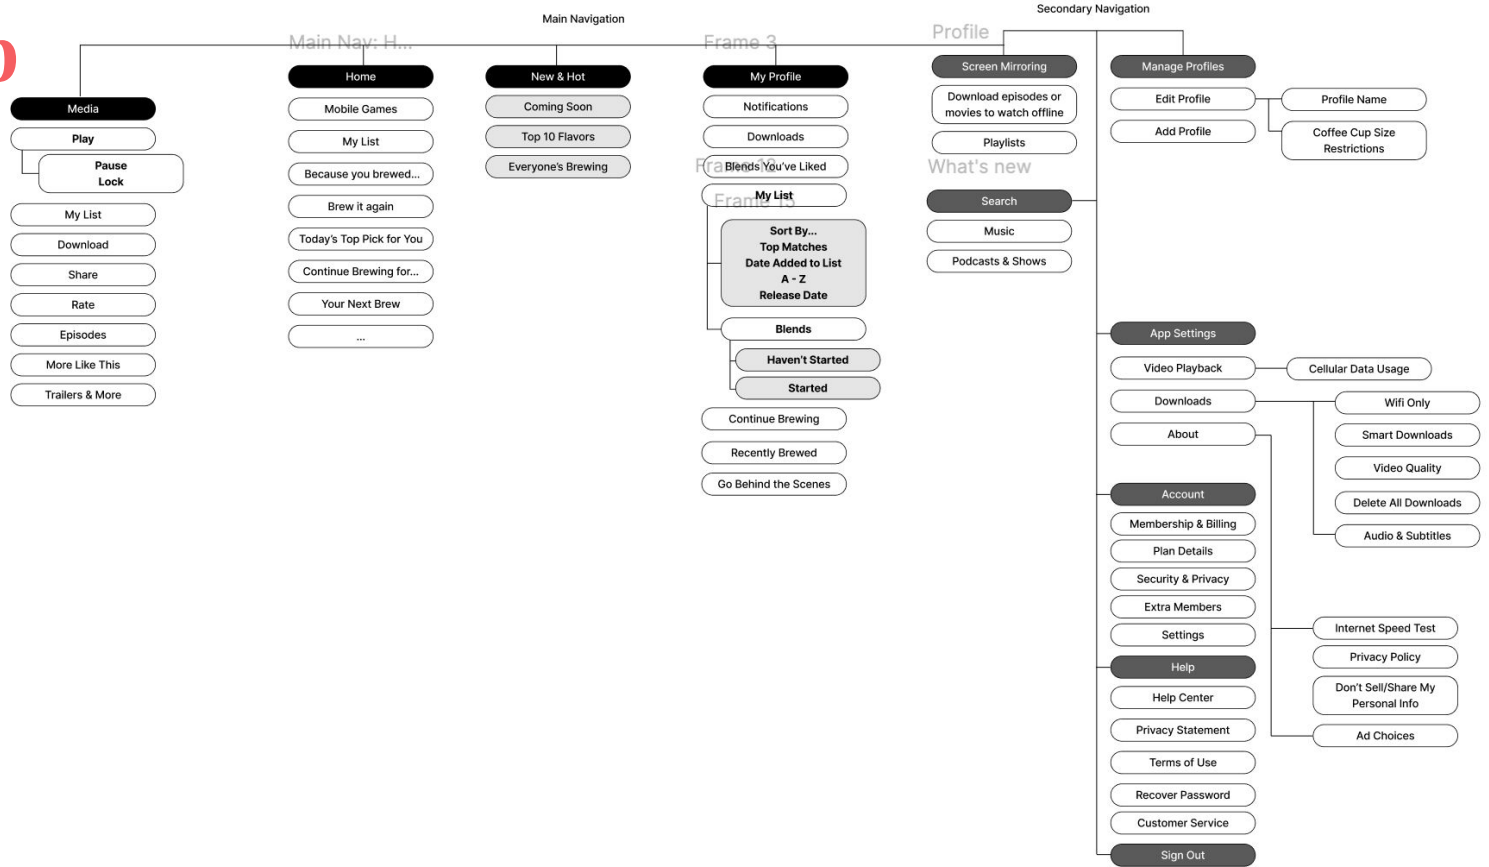 Main Navigation
Secondary Navigation
Main Nav: H...
Frame 3
Profile
Media
Play
Pause
Lock
My List
Download
Share
Rate
Episodes
More Like This
Trailers & More
Home
Mobile Games
My List
Because you brewed...
Brew it again
Today's Top Pick for You
Continue Brewing for...
Your Next Brew
...
New & Hot
Coming Soon
Top 10 Flavors
Everyone's Brewing
My Profile
Notifications
Downloads
Frame 12
Blends You've Liked
My List
Frame 15
Sort By...
Top Matches
Date Added to List
A - Z
Release Date
Blends
Haven't Started
Started
Continue Brewing
Recently Brewed
Go Behind the Scenes
Screen Mirroring
Download episodes or
movies to watch offline
Playlists
What's new
Search
Music
Podcasts & Shows
Manage Profiles
Edit Profile
Profile Name
Coffee Cup Size
Restrictions
Add Profile
App Settings
Video Playback
Cellular Data Usage
Downloads
Wifi Only
Smart Downloads
Video Quality
Delete All Downloads
Audio & Subtitles
About
Internet Speed Test
Privacy Policy
Don't Sell/Share My
Personal Info
Ad Choices
Account
Membership & Billing
Plan Details
Security & Privacy
Extra Members
Settings
Help
Help Center
Privacy Statement
Terms of Use
Recover Password
Customer Service
Sign Out